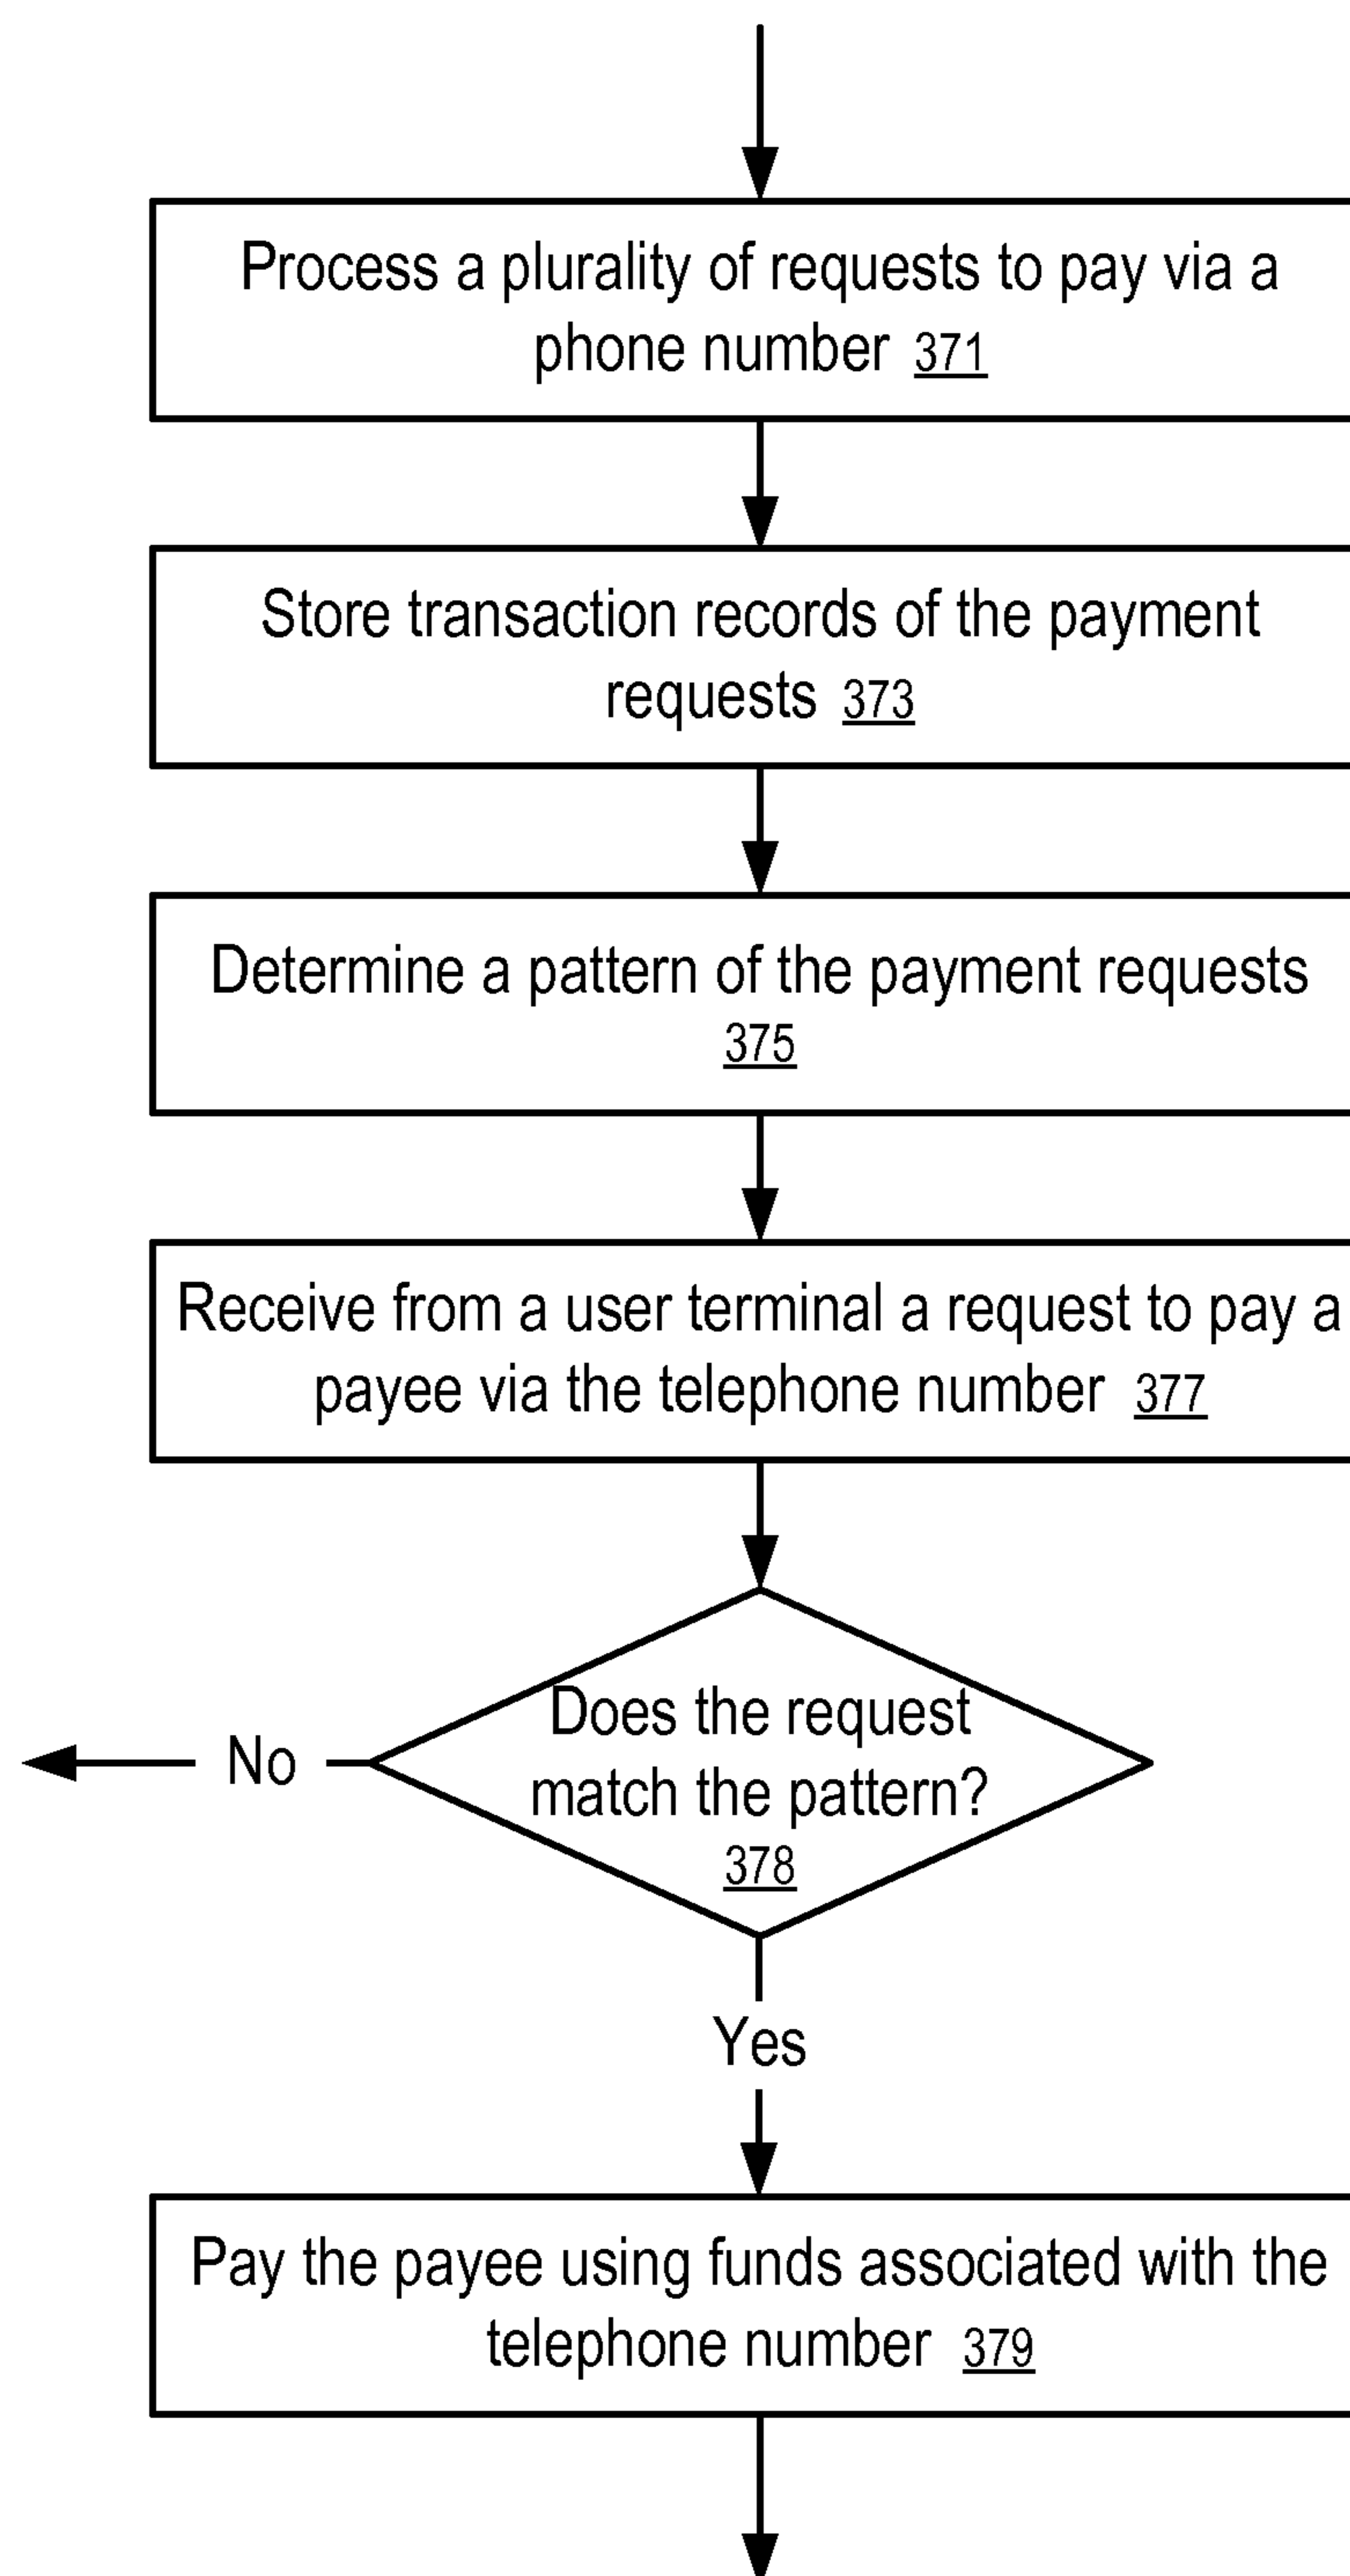 Process a plurality of requests to pay via a
phone number 371
Store transaction records of the payment
requests 373
Determine a pattern of the payment requests
375
Receive from a user terminal a request to pay a
payee via the telephone number 377
Does the request
match the pattern?
378
No
Yes
Pay the payee using funds associated with the
telephone number 379